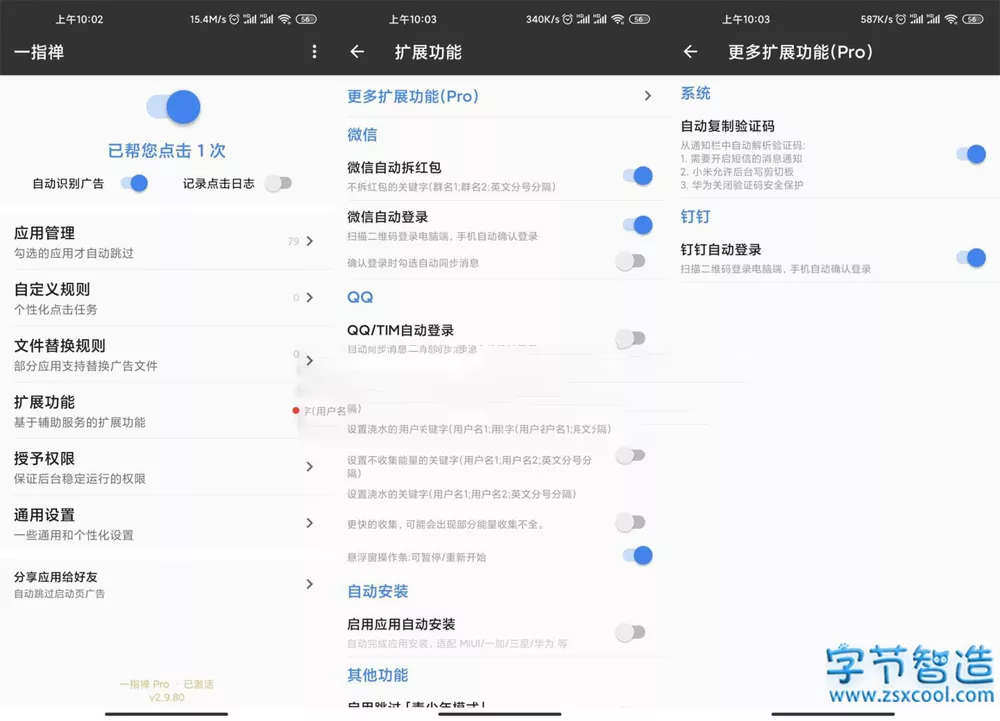 上午10:02
15.4M/s
56
一指禅
已帮您点击 1 次
自动识别广告
记录点击日志
应用管理
勾选的应用才自动跳过
79
自定义规则
个性化点击任务
0
文件替换规则
部分应用支持替换广告文件
0
扩展功能
基于辅助服务的扩展功能
授予权限
保证后台稳定运行的权限
通用设置
一些通用和个性化设置
分享应用给好友
自动跳过启动页广告
一指禅 Pro · 已激活
v2.9.80
上午10:03
340K/s
56
扩展功能
更多扩展功能(Pro)
微信
微信自动拆红包
不拆红包的关键字(群名1;群名2;英文分号分隔)
微信自动登录
扫描二维码登录电脑端，手机自动确认登录
确认登录时勾选自动同步消息
QQ
QQ/TIM自动登录
字(用户名
隔)
设置浇水的用户关键字(用户名1;用
设置不收集能量的关键字(用户名1;用户名2;英文分号分
隔)
设置浇水的关键字(用户名1;用户名2;英文分号分隔)
更快的收集，可能会出现部分能量收集不全。
悬浮窗操作条:可暂停/重新开始
自动安装
启用应用自动安装
自动完成应用安装，适配 MIUI/一加/三星/华为 等
其他功能
启用跳过「青少年模式」
上午10:03
587K/s
56
更多扩展功能(Pro)
系统
自动复制验证码
从通知栏中自动解析验证码:
1. 需要开启短信的消息通知
2. 小米允许后台写剪切板
3. 华为关闭验证码安全保护
钉钉
钉钉自动登录
扫描二维码登录电脑端，手机自动确认登录
字节智造
www.zsxcool.com